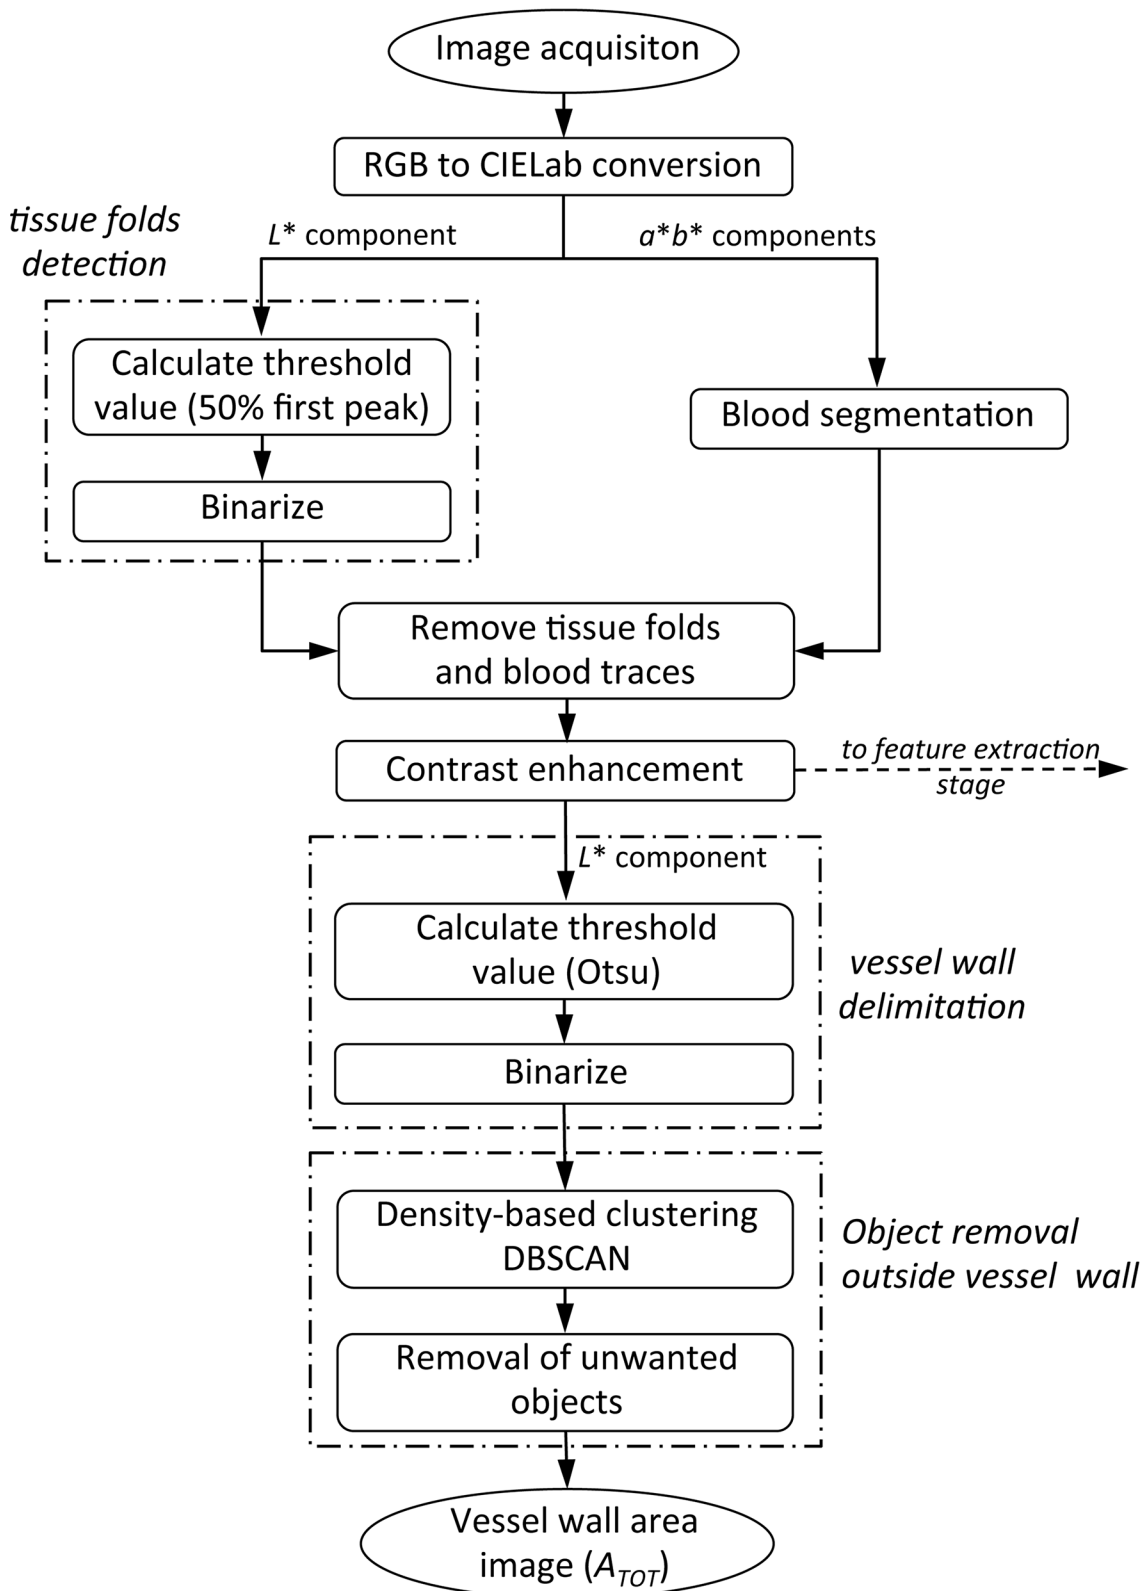 Image acquisiton
RGB to CIELab conversion
tissue folds
detection
L* component
a*b* components
Calculate threshold
value (50% first peak)
Binarize
Blood segmentation
Remove tissue folds
and blood traces
Contrast enhancement
to feature extraction
stage
L* component
Calculate threshold
value (Otsu)
Binarize
vessel wall
delimitation
Density-based clustering
DBSCAN
Removal of unwanted
objects
Object removal
outside vessel wall
Vessel wall area
image (ATOT)